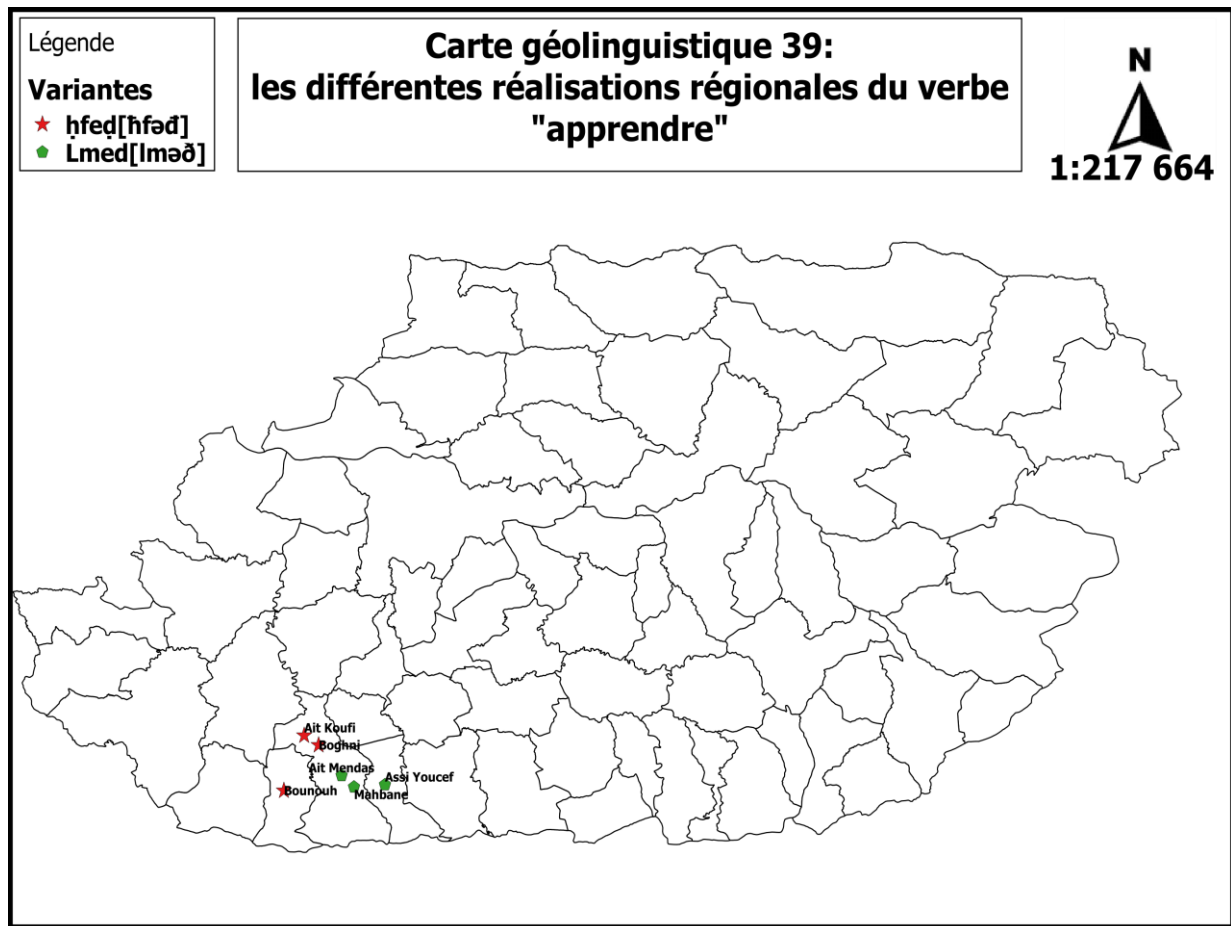 Légende
Variantes
ḥfeḍ[ħfəđ]
Lmed[lməð]
Carte géolinguistique 39:
les différentes réalisations régionales du verbe
"apprendre"
N
1:217 664
Ait Koufi
Boghni
Ait Mendas
Assi Youcef
Bounouh
Mahbane